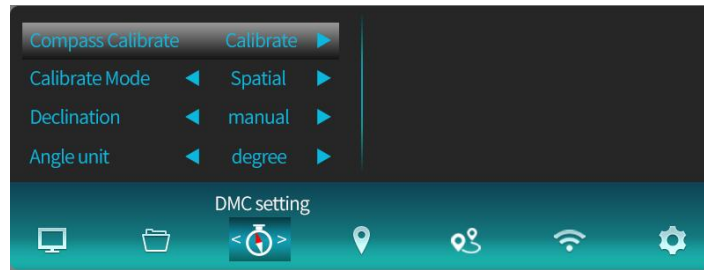 Compass Calibrate Calibrate
Calibrate Mode Spatial
Declination manual
Angle unit degree
DMC setting